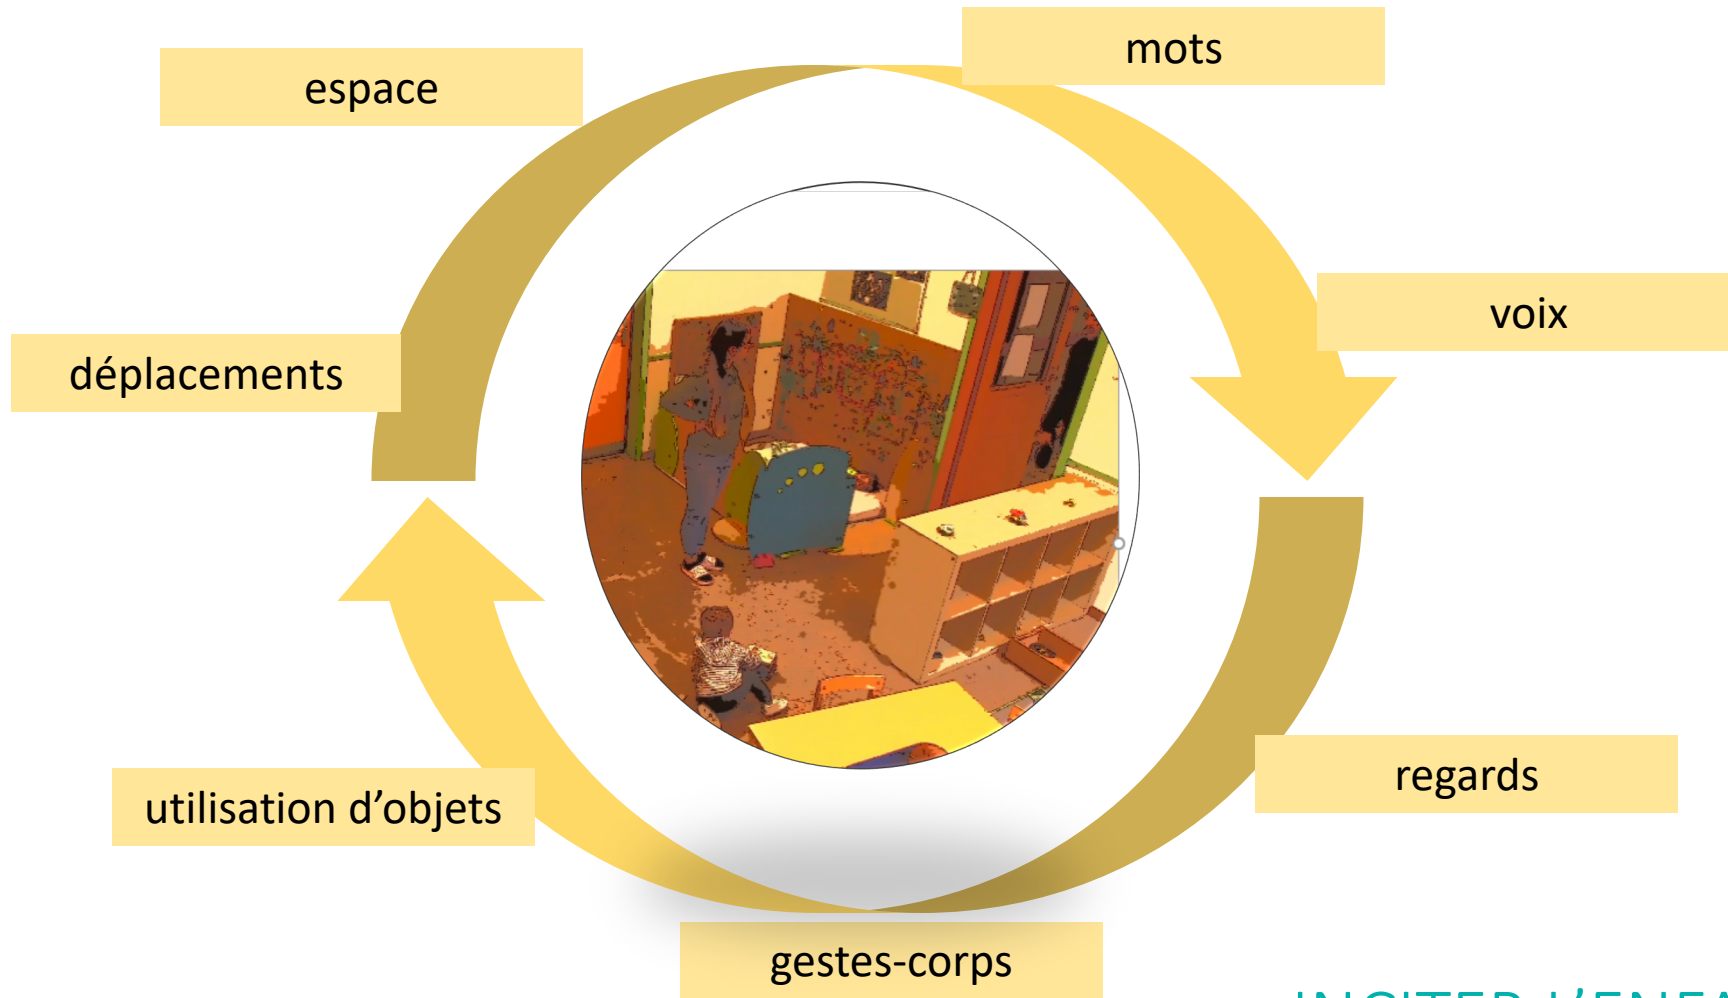 mots
espace
voix
déplacements
regards
utilisation d’objets
gestes-corps